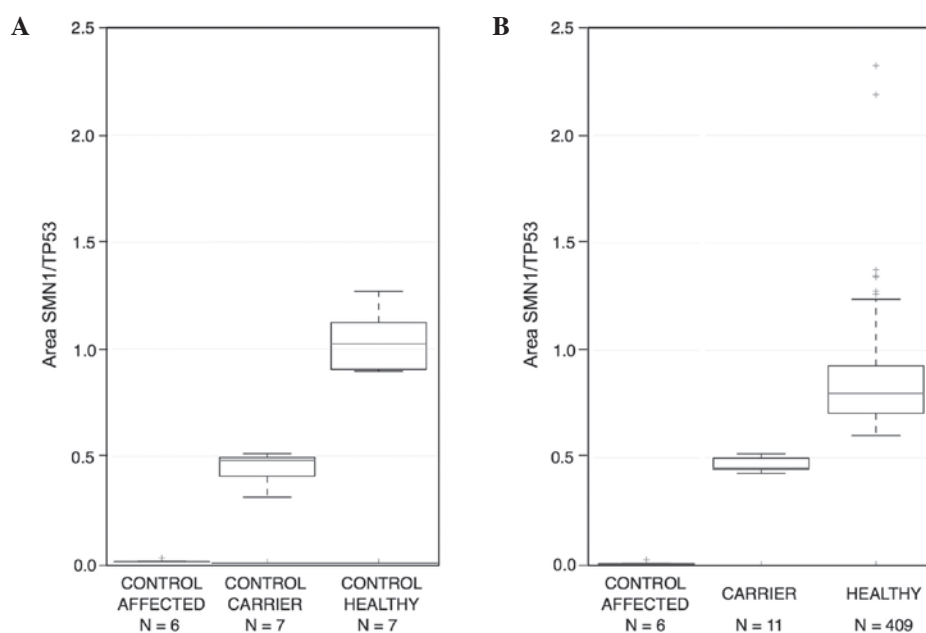 A
2.5
2.0
1.5
1.0
0.5
0.0
Area SMN1/TP53
CONTROL AFFECTED N = 6
CONTROL CARRIER N = 7
CONTROL HEALTHY N = 7
B
2.5
2.0
1.5
1.0
0.5
0.0
Area SMN1/TP53
CONTROL AFFECTED N = 6
CARRIER N = 11
HEALTHY N = 409